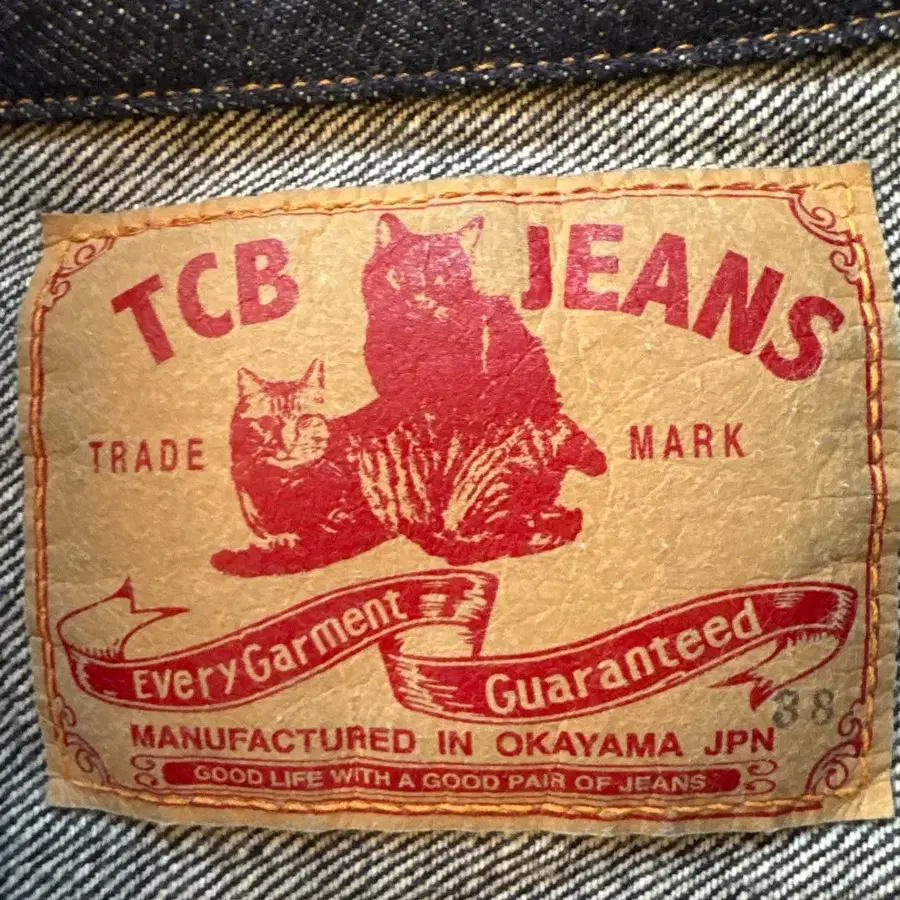 TCB JEANS
TRADE MARK
Every Garment
Guaranteed
38
MANUFACTURED IN OKAYAMA JPN
GOOD LIFE WITH A GOOD PAIR OF JEANS